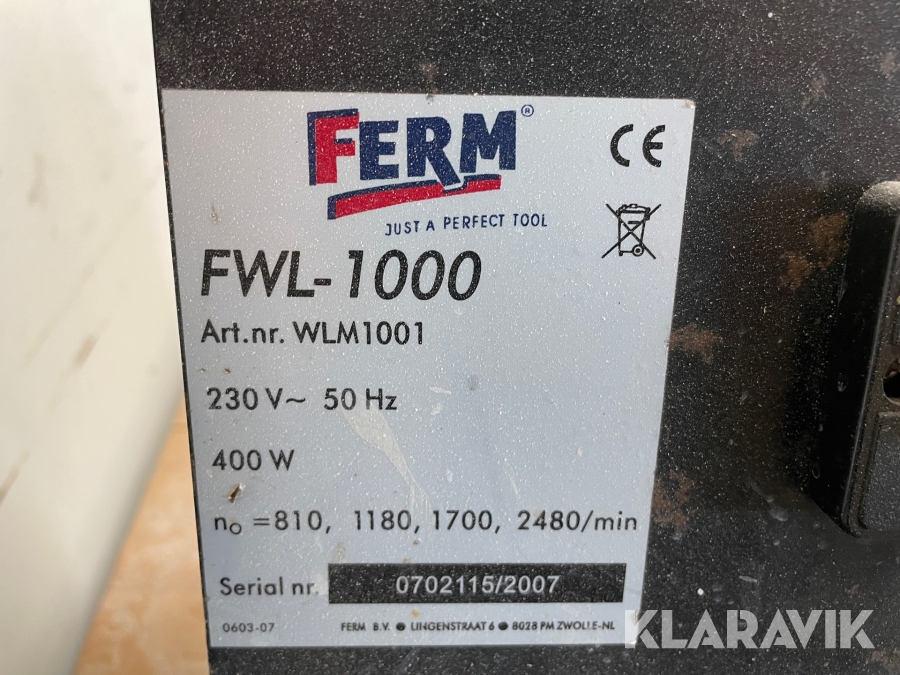 FERM®
CE
JUST A PERFECT TOOL
FWL-1000
Art.nr. WLM1001
230 V~ 50 Hz
400 W
no =810, 1180, 1700, 2480/min
Serial nr. 0702115/2007
0603-07 FERM B.V. ● LINGENSTRAAT 6 ● 8028 PM ZWOLLE-NL
KLARAVIK